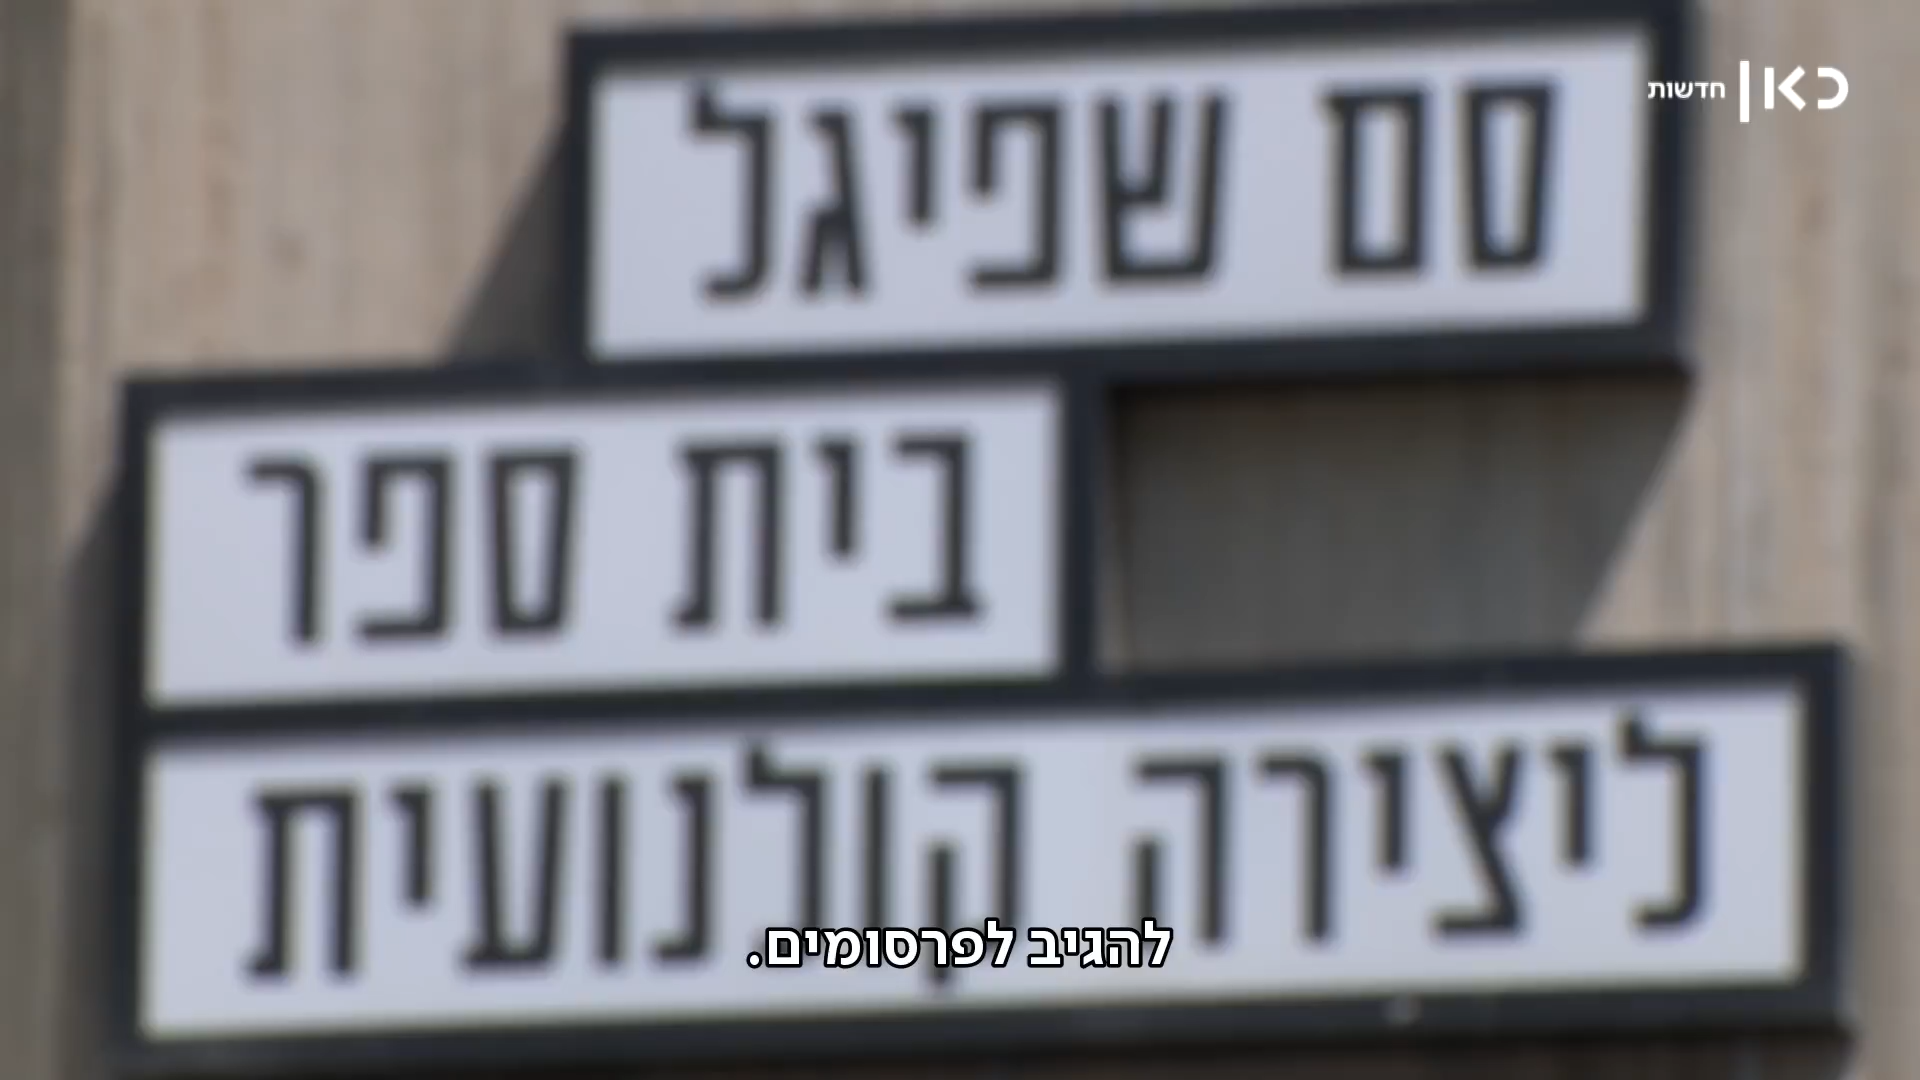 כאן | חדשות
סם שפיגל
בית ספר
ליצירה קולנועית
להגיב לפרסומים.